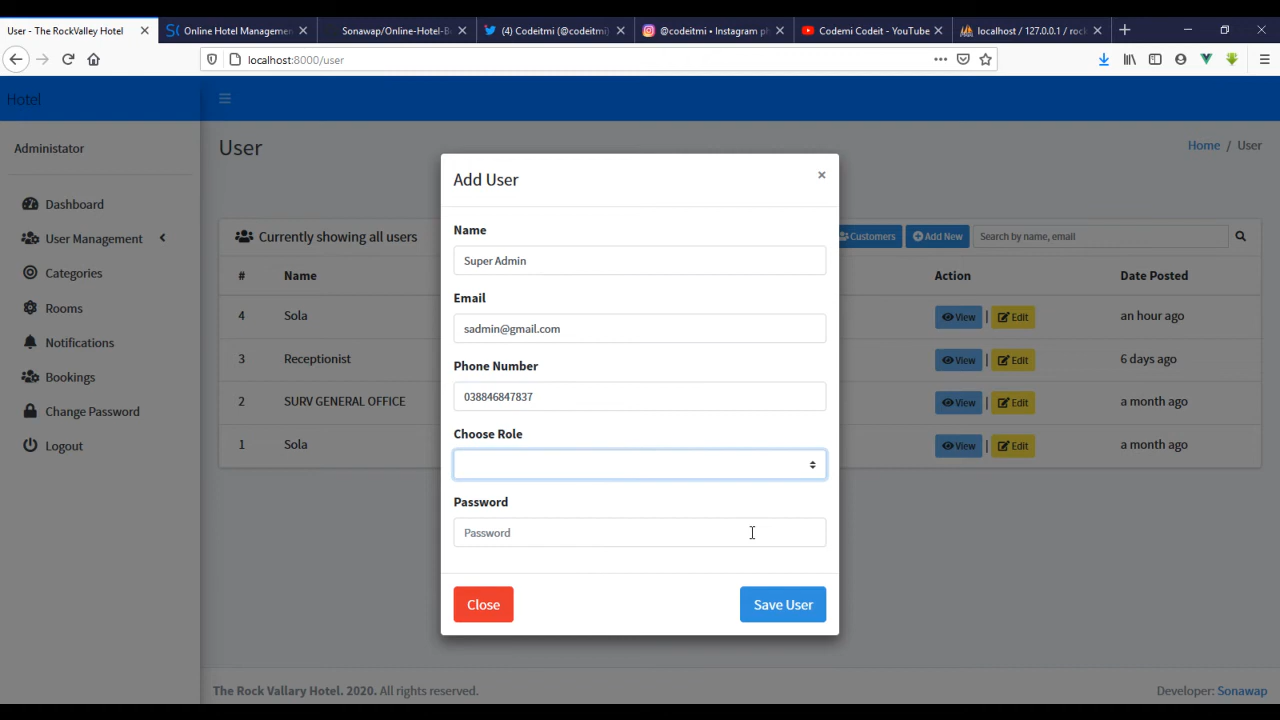 User - The RockValley Hotel
Online Hotel Managemen
Sonawap/Online-Hotel-B
(4) Codeitmi (@codeitmi)
@codeitmi • Instagram ph
Codemi Codeit - YouTube
localhost / 127.0.0.1 / roc
localhost:8000/user
Hotel
Administator
User
Home / User
Dashboard
User Management
Categories
Rooms
Notifications
Bookings
Change Password
Logout
Currently showing all users
Customers
Add New
Search by name, email
# Name Action Date Posted
4 Sola View | Edit an hour ago
3 Receptionist View | Edit 6 days ago
2 SURV GENERAL OFFICE View | Edit a month ago
1 Sola View | Edit a month ago
Add User
×
Name
Super Admin
Email
sadmin@gmail.com
Phone Number
038846847837
Choose Role
Password
Password
Close
Save User
The Rock Vallary Hotel. 2020. All rights reserved.
Developer: Sonawap